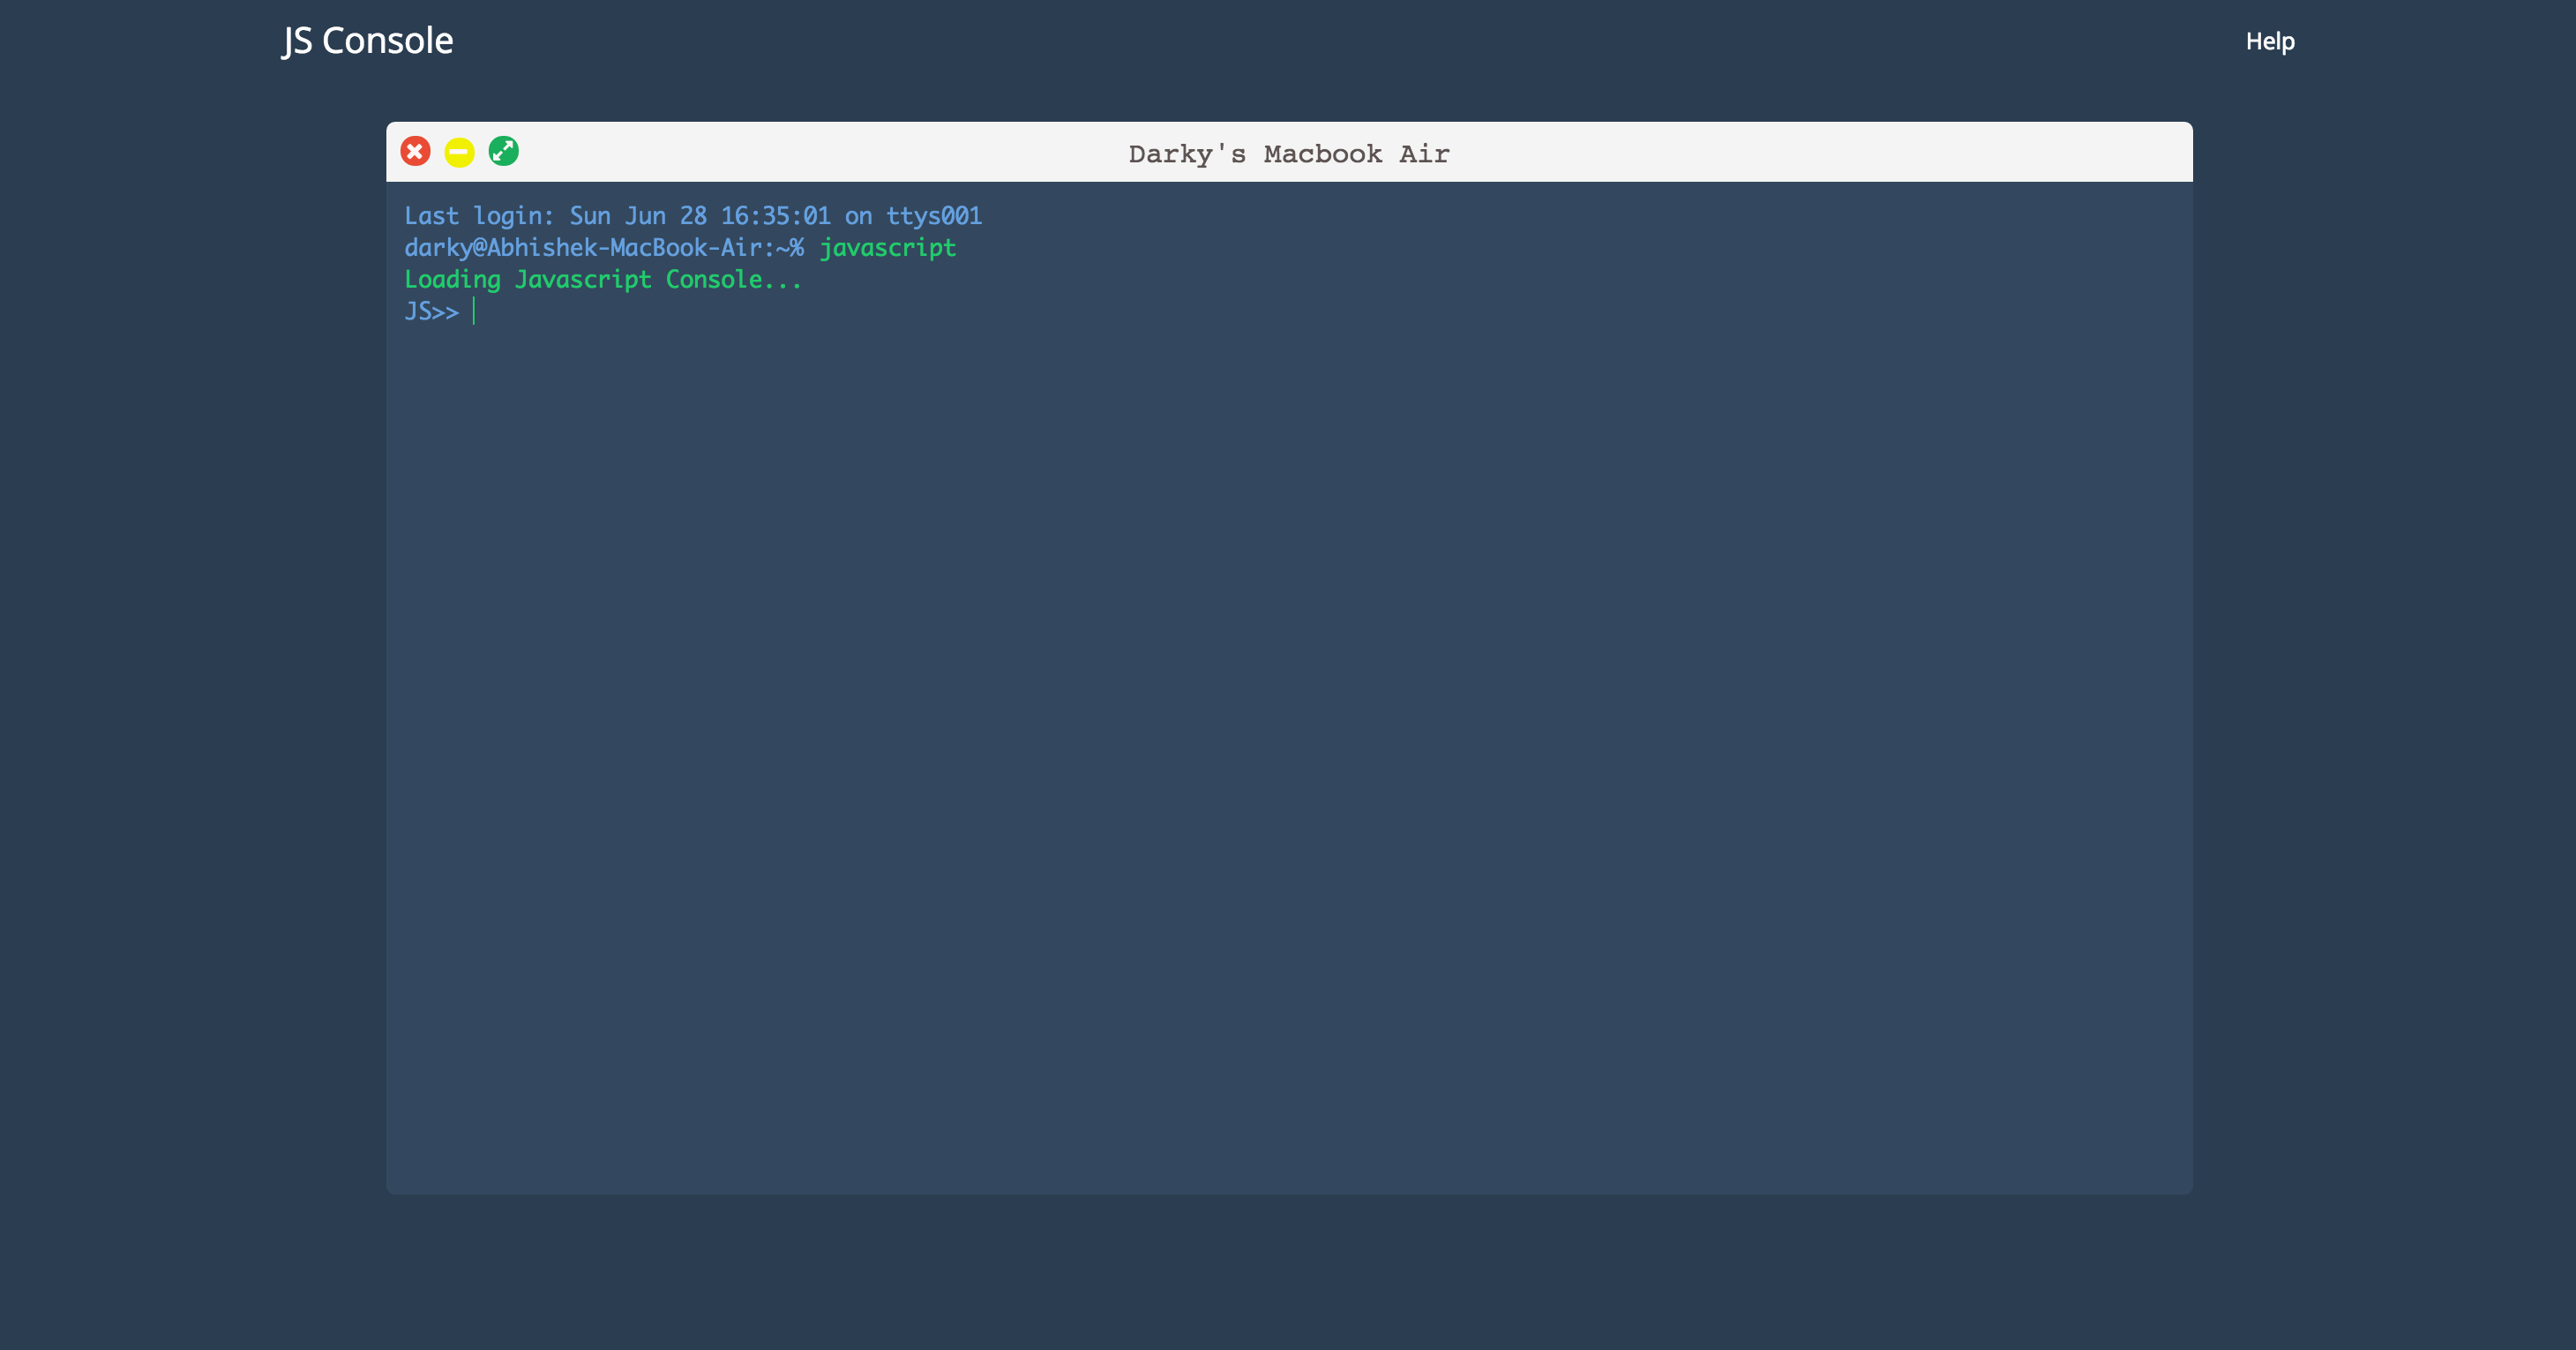 JS Console
Help
Darky's Macbook Air
Last login: Sun Jun 28 16:35:01 on ttys001
darky@Abhishek-MacBook-Air:~% javascript
Loading Javascript Console...
JS>>